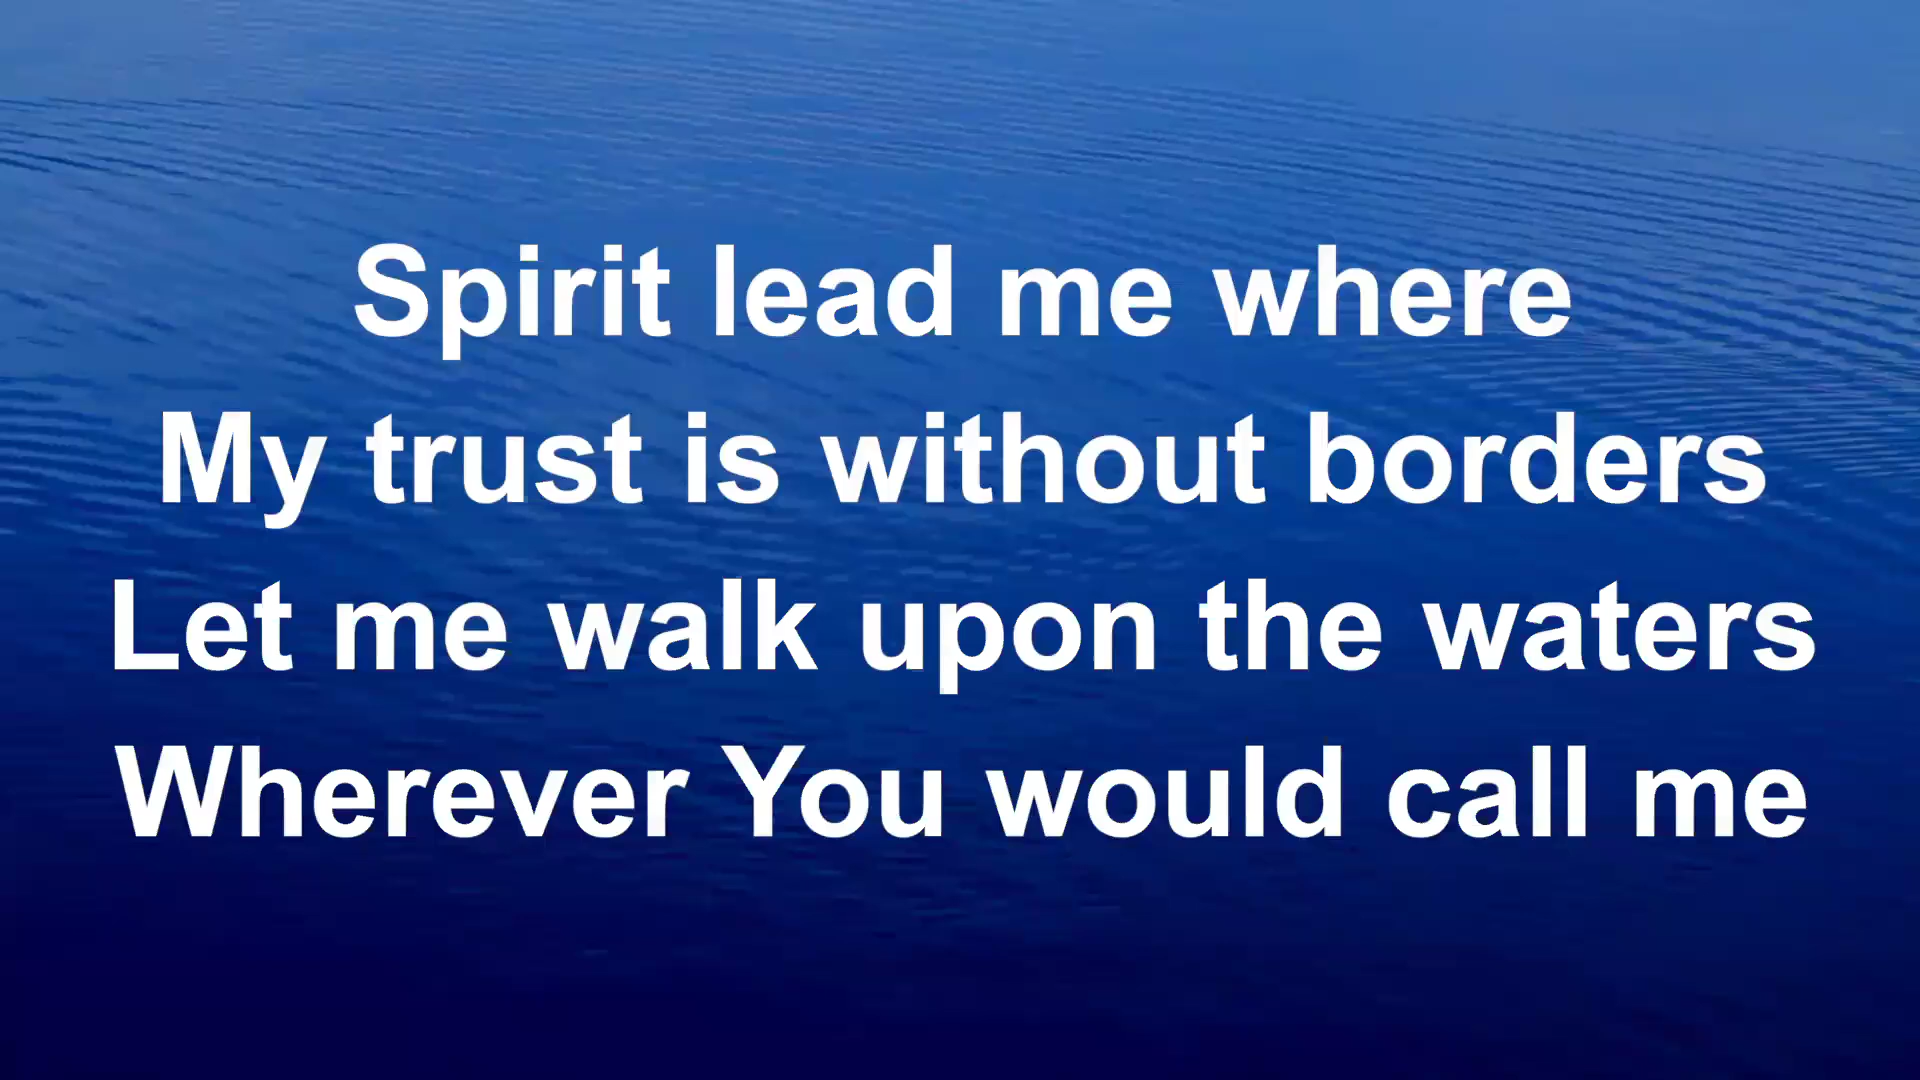 Spirit lead me where
My trust is without borders
Let me walk upon the waters
Wherever You would call me